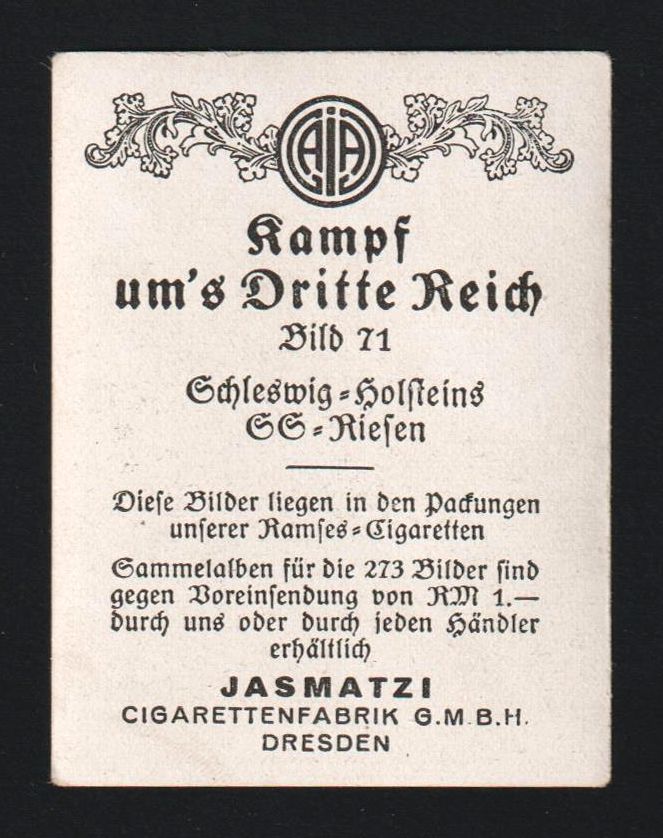 AJA
Kampf
um's Dritte Reich
Bild 71
Schleswig=Holsteins
SS=Riesen
Diese Bilder liegen in den Packungen
unserer Ramses=Cigaretten
Sammelalben für die 273 Bilder sind
gegen Voreinsendung von RM 1.—
durch uns oder durch jeden Händler
erhältlich
JASMATZI
CIGARETTENFABRIK G.M.B.H.
DRESDEN